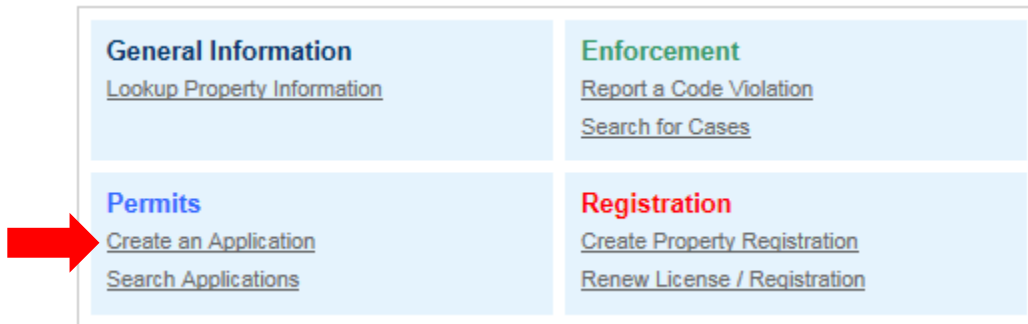 General Information
Lookup Property Information
Enforcement
Report a Code Violation
Search for Cases
Permits
Create an Application
Search Applications
Registration
Create Property Registration
Renew License / Registration